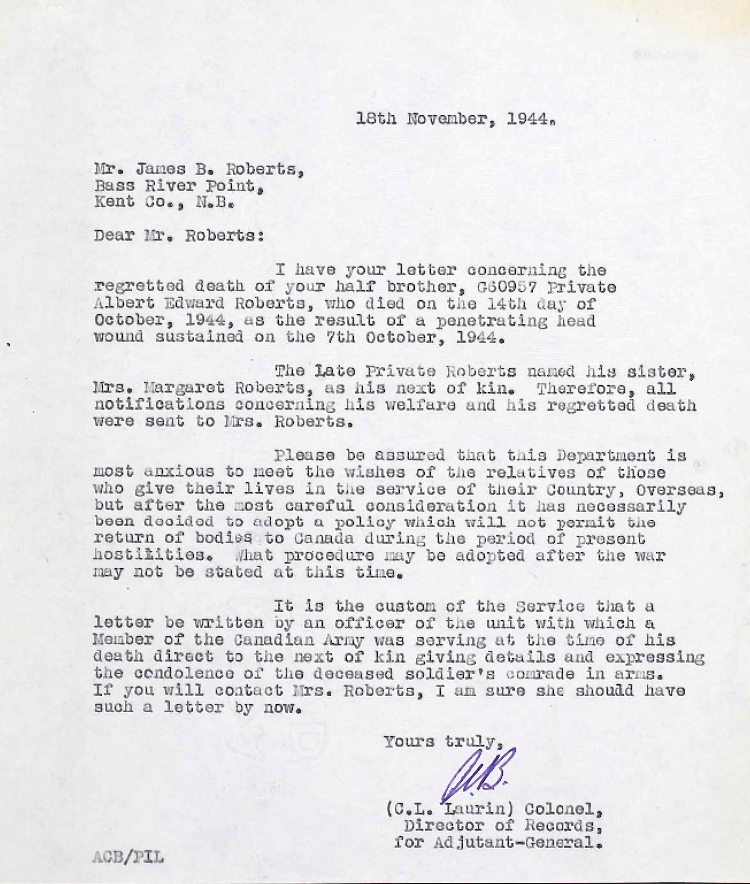 18th November, 1944.
Mr. James B. Roberts,
Bass River Point,
Kent Co., N.B.
Dear Mr. Roberts:
I have your letter concerning the
regretted death of your half brother, G60957 Private
Albert Edward Roberts, who died on the 14th day of
October, 1944, as the result of a penetrating head
wound sustained on the 7th October, 1944.
The Late Private Roberts named his sister,
Mrs. Margaret Roberts, as his next of kin. Therefore, all
notifications concerning his welfare and his regretted death
were sent to Mrs. Roberts.
Please be assured that this Department is
most anxious to meet the wishes of the relatives of those
who give their lives in the service of their Country, Overseas,
but after the most careful consideration it has necessarily
been decided to adopt a policy which will not permit the
return of bodies to Canada during the period of present
hostilities. What procedure may be adopted after the war
may not be stated at this time.
It is the custom of the Service that a
letter be written by an officer of the unit with which a
Member of the Canadian Army was serving at the time of his
death direct to the next of kin giving details and expressing
the condolence of the deceased soldier's comrade in arms.
If you will contact Mrs. Roberts, I am sure she should have
such a letter by now.
Yours truly,
(C.L. Laurin) Colonel,
Director of Records,
for Adjutant-General.
ACB/PIL